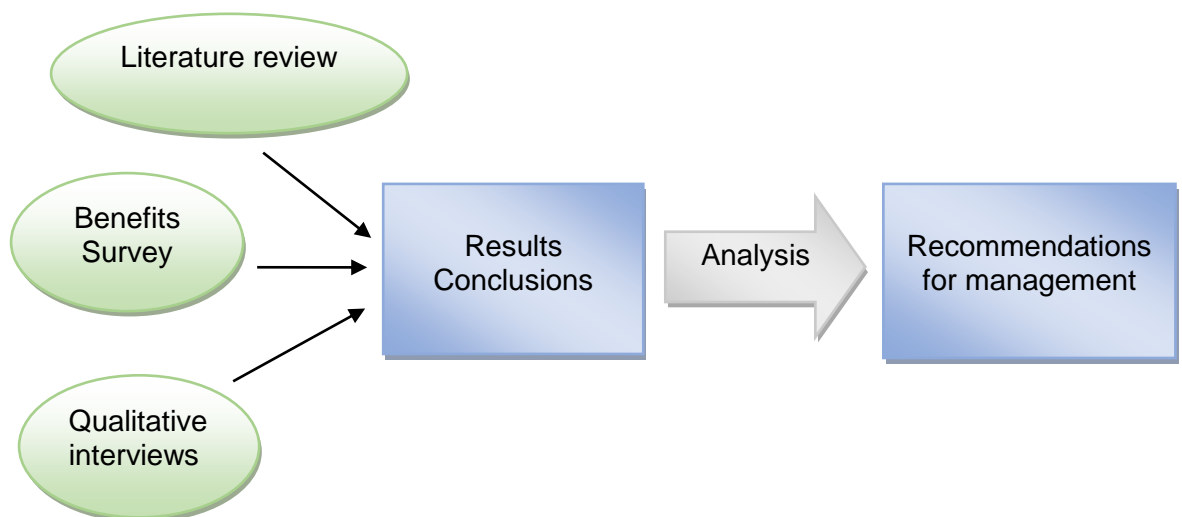 Literature review
Benefits
Survey
Qualitative
interviews
Results
Conclusions
Analysis
Recommendations
for management